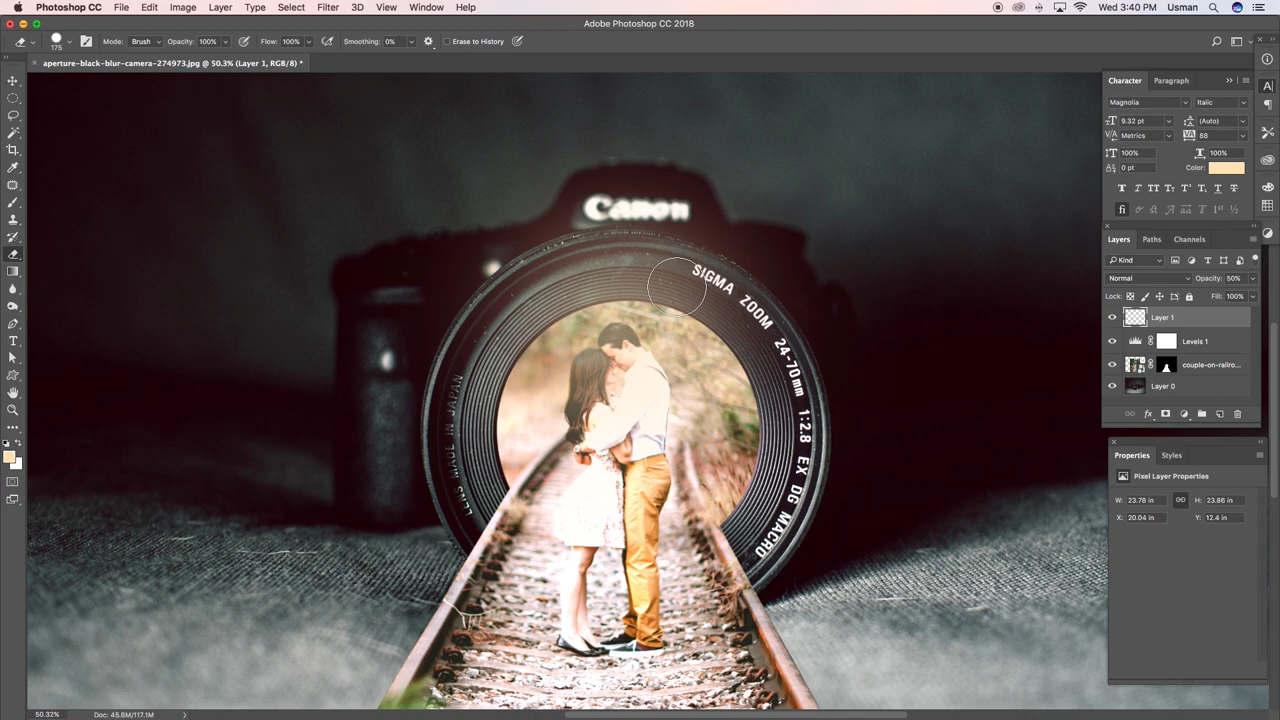 Photoshop CC File Edit Image Layer Type Select Filter 3D View Window Help Wed 3:40 PM Usman
Adobe Photoshop CC 2018
175 Mode: Brush Opacity: 100% Flow: 100% Smoothing: 0% Erase to History
aperture-black-blur-camera-274973.jpg @ 50.3% (Layer 1, RGB/8) *
Character Paragraph
Magnolia Italic
9.32 pt (Auto)
Metrics 88
100% 100%
0 pt Color:
Layers Paths Channels
Kind
Normal Opacity: 50%
Lock: Fill: 100%
Layer 1
Levels 1
couple-on-railro...
Layer 0
Properties Styles
Pixel Layer Properties
W: 23.78 in H: 23.86 in
X: 20.04 in Y: 12.4 in
Canon
SIGMA ZOOM 24-70mm 1:2.8 EX DG MACRO
LENS MADE IN JAPAN
50.32% Doc: 45.6M/117.1M